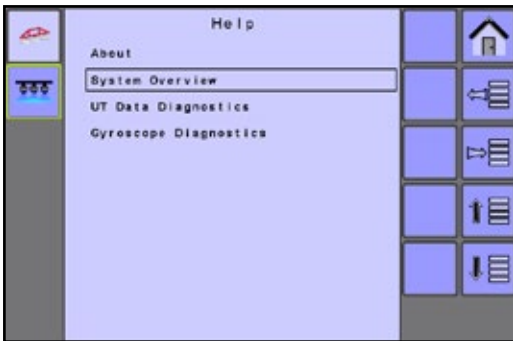 Help
About
System Overview
UT Data Diagnostics
Gyroscope Diagnostics